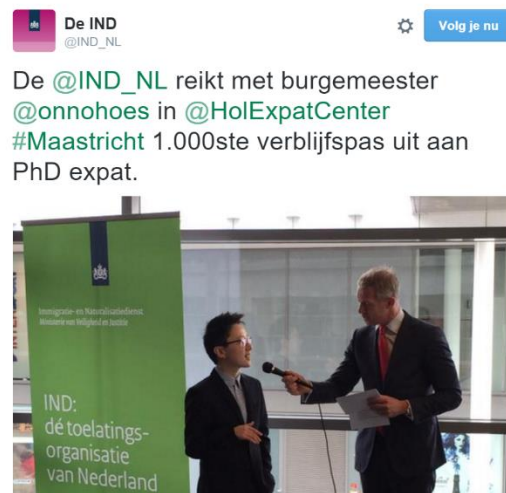 De IND
@IND_NL
Volg je nu
De @IND_NL reikt met burgemeester
@onnohoes in @HolExpatCenter
#Maastricht 1.000ste verblijfspas uit aan
PhD expat.
Immigratie- en Naturalisatiedienst
Ministerie van Veiligheid en Justitie
IND:
dé toelatings-
organisatie
van Nederland